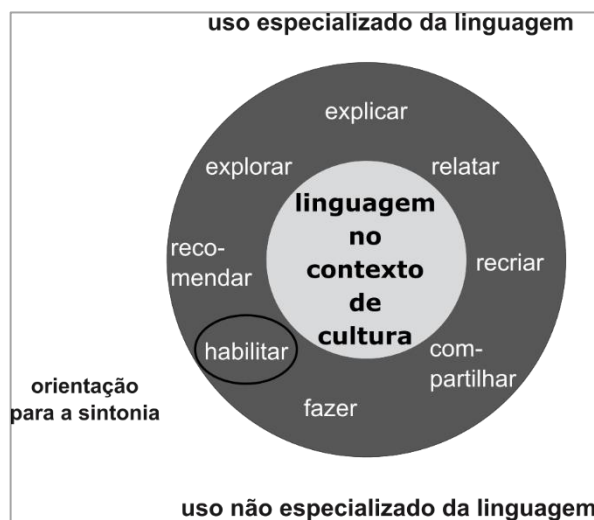 uso especializado da linguagem
explicar
explorar
relatar
linguagem
no
contexto
de
cultura
reco-
mendar
recriar
habilitar
com-
partilhar
orientação
para a sintonia
fazer
uso não especializado da linguagem